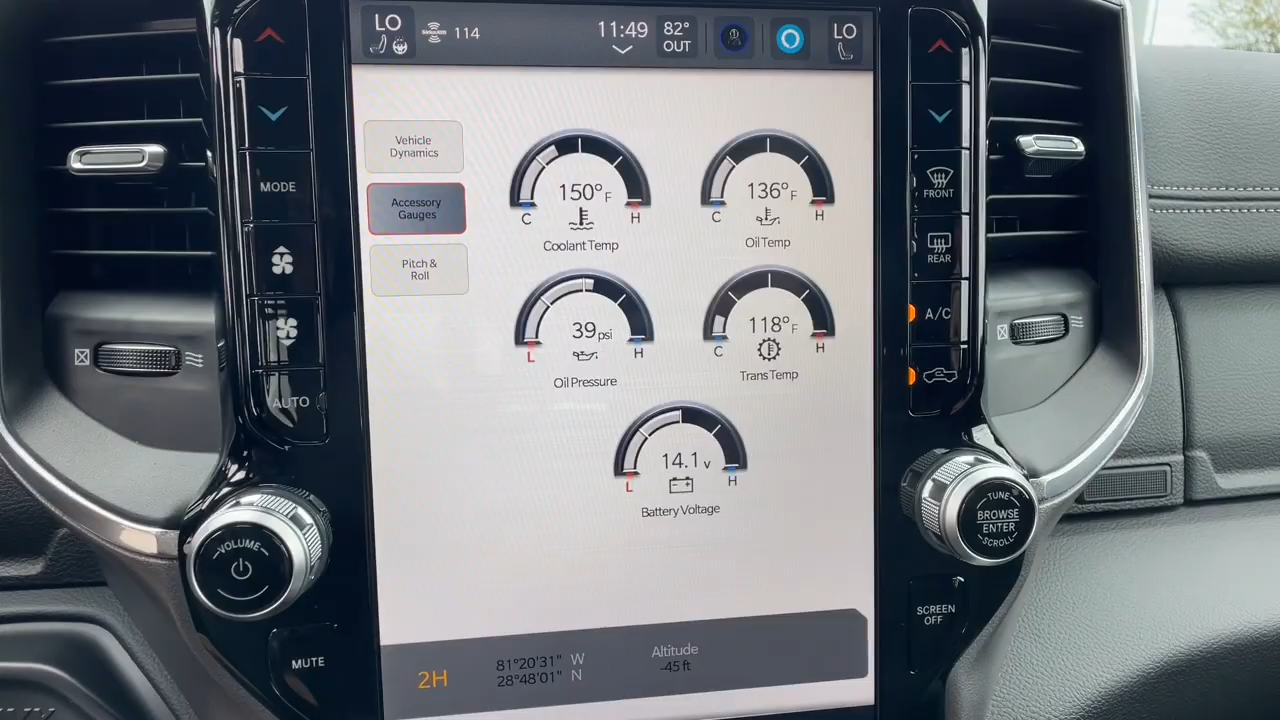 LO
SiriusXM
114
11:49
82°
OUT
LO
MODE
AUTO
VOLUME
MUTE
Vehicle
Dynamics
Accessory
Gauges
Pitch &
Roll
150°F
C H
Coolant Temp
136°F
C H
Oil Temp
39 psi
L H
Oil Pressure
118°F
C H
Trans Temp
14.1 v
L H
Battery Voltage
2H
81°20'31" W
28°48'01" N
Altitude
-45 ft
FRONT
REAR
A/C
TUNE
BROWSE
ENTER
SCROLL
SCREEN
OFF